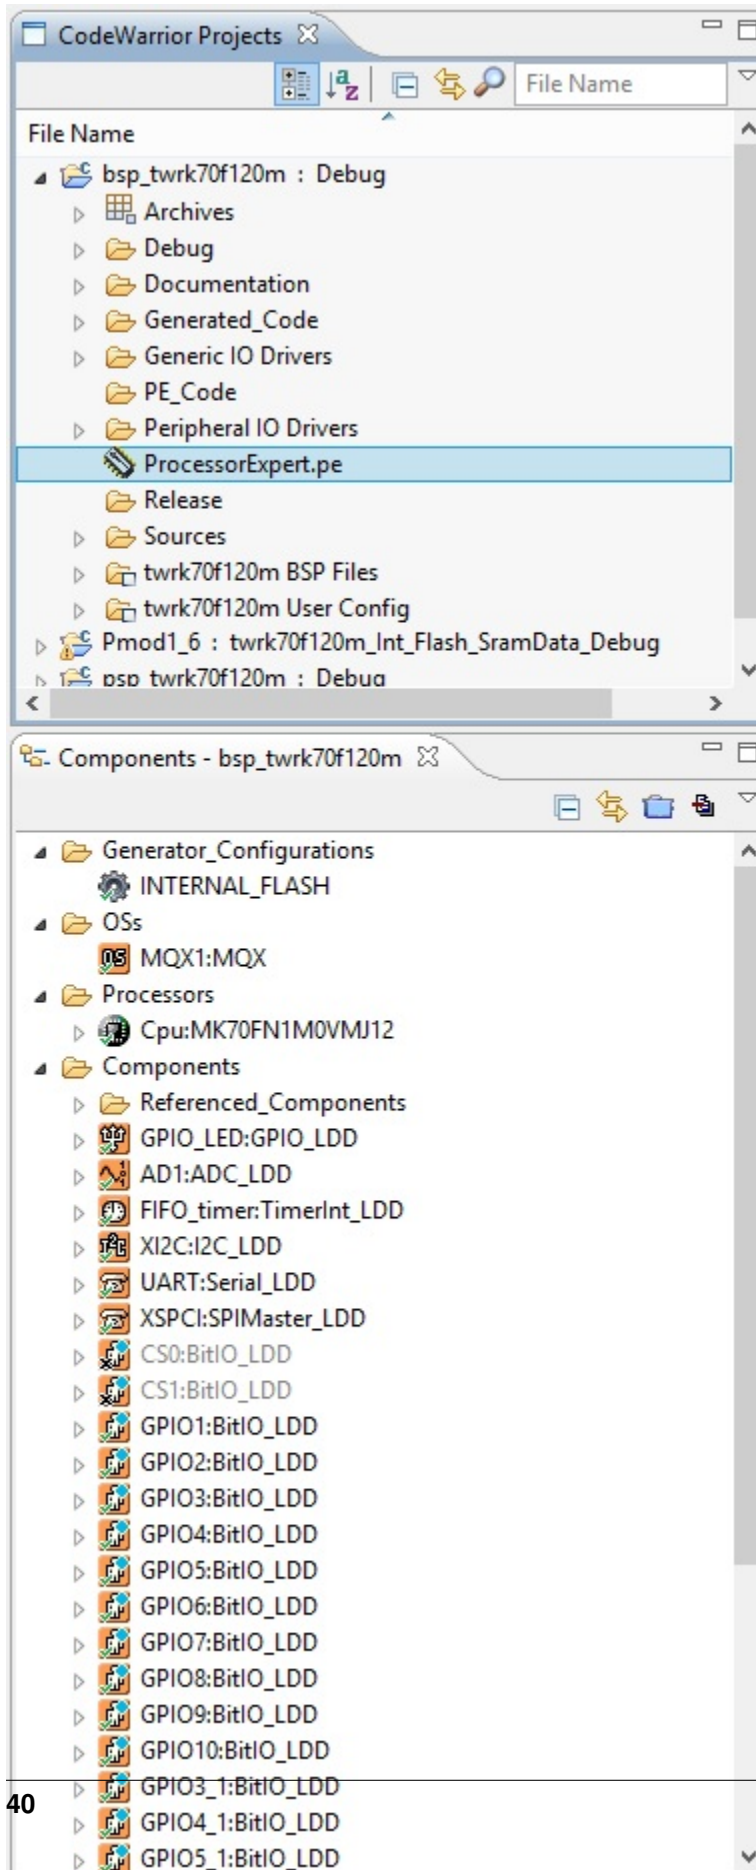 CodeWarrior Projects
File Name
File Name
bsp_twrk70f120m : Debug
Archives
Debug
Documentation
Generated_Code
Generic IO Drivers
PE_Code
Peripheral IO Drivers
ProcessorExpert.pe
Release
Sources
twrk70f120m BSP Files
twrk70f120m User Config
Pmod1_6 : twrk70f120m_Int_Flash_SramData_Debug
psp_twrk70f120m : Debug
Components - bsp_twrk70f120m
Generator_Configurations
INTERNAL_FLASH
OSs
MQX1:MQX
Processors
Cpu:MK70FN1M0VMJ12
Components
Referenced_Components
GPIO_LED:GPIO_LDD
AD1:ADC_LDD
FIFO_timer:TimerInt_LDD
XI2C:I2C_LDD
UART:Serial_LDD
XSPCI:SPIMaster_LDD
CS0:BitIO_LDD
CS1:BitIO_LDD
GPIO1:BitIO_LDD
GPIO2:BitIO_LDD
GPIO3:BitIO_LDD
GPIO4:BitIO_LDD
GPIO5:BitIO_LDD
GPIO6:BitIO_LDD
GPIO7:BitIO_LDD
GPIO8:BitIO_LDD
GPIO9:BitIO_LDD
GPIO10:BitIO_LDD
GPIO3_1:BitIO_LDD
40
GPIO4_1:BitIO_LDD
GPIO5_1:BitIO_LDD